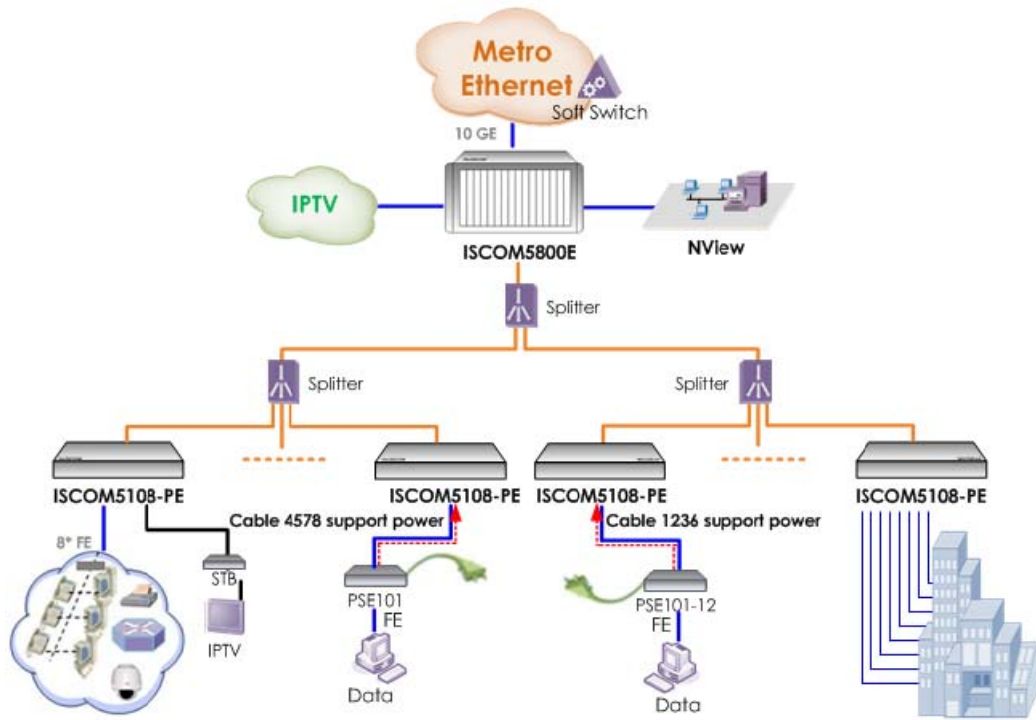 Metro
Ethernet
Soft Switch
10 GE
IPTV
ISCOM5800E
NView
Splitter
Splitter
Splitter
ISCOM5108-PE
ISCOM5108-PE
ISCOM5108-PE
ISCOM5108-PE
Cable 4578 support power
Cable 1236 support power
8* FE
STB
PSE101
FE
PSE101-12
FE
IPTV
Data
Data